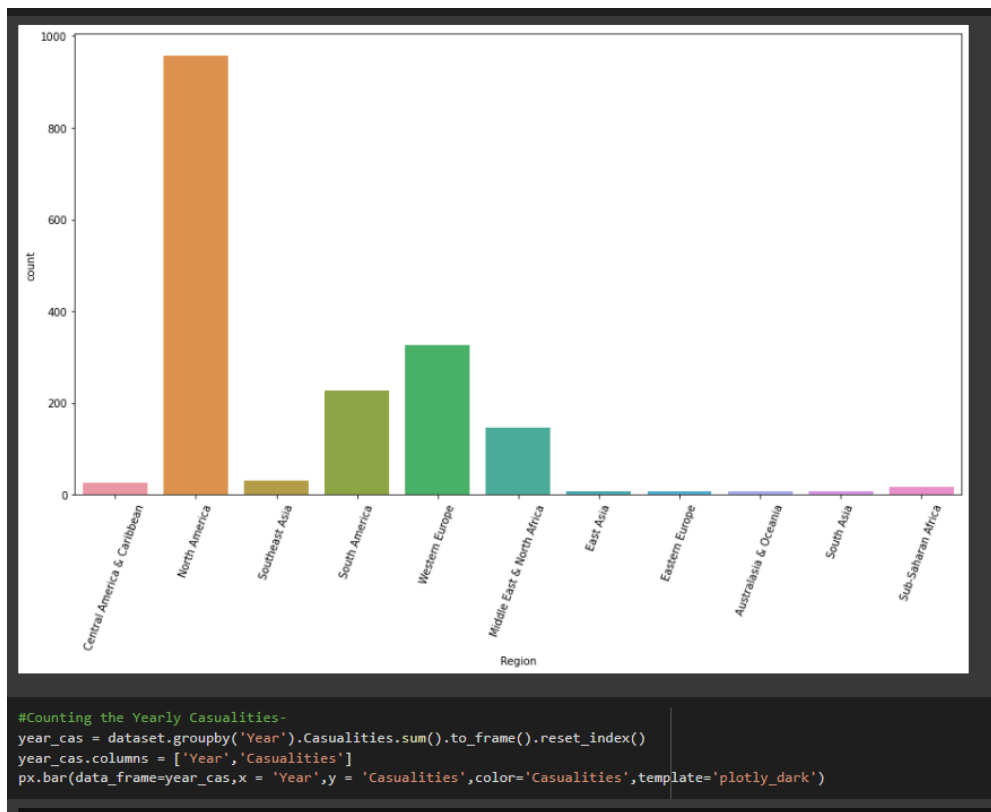 1000
800
600
400
200
0
count
Central America & Caribbean
North America
Southeast Asia
South America
Western Europe
Middle East & North Africa
East Asia
Eastern Europe
Australasia & Oceania
South Asia
Sub-Saharan Africa
Region
#Counting the Yearly Casualities-
year_cas = dataset.groupby('Year').Casualities.sum().to_frame().reset_index()
year_cas.columns = ['Year','Casualities']
px.bar(data_frame=year_cas,x = 'Year',y = 'Casualities',color='Casualities',template='plotly_dark')